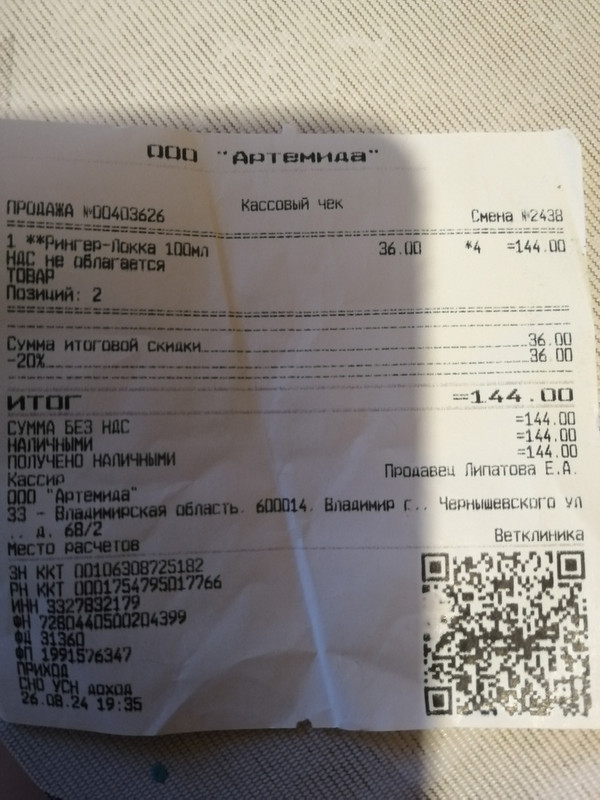 ООО "Артемида"
ПРОДАЖА №00403626 Кассовый чек Смена №2438
1 **Рингер-Локка 100мл 36.00 *4 =144.00
НДС не облагается
ТОВАР
Позиций: 2
Сумма итоговой скидки 36.00
-20% 36.00
ИТОГ =144.00
СУММА БЕЗ НДС =144.00
НАЛИЧНЫМИ =144.00
ПОЛУЧЕНО НАЛИЧНЫМИ =144.00
Кассир Продавец Липатова Е.А.
ООО "Артемида"
33 - Владимирская область. 600014. Владимир г.. Чернышевского ул
.. д. 68/2
Место расчетов Ветклиника
ЗН ККТ 00106308725182
РН ККТ 0001754795017766
ИНН 3327832179
ФН 7280440500204399
ФД 31360
ФП 1991576347
ПРИХОД
СНО УСН доход
26.08.24 19:35